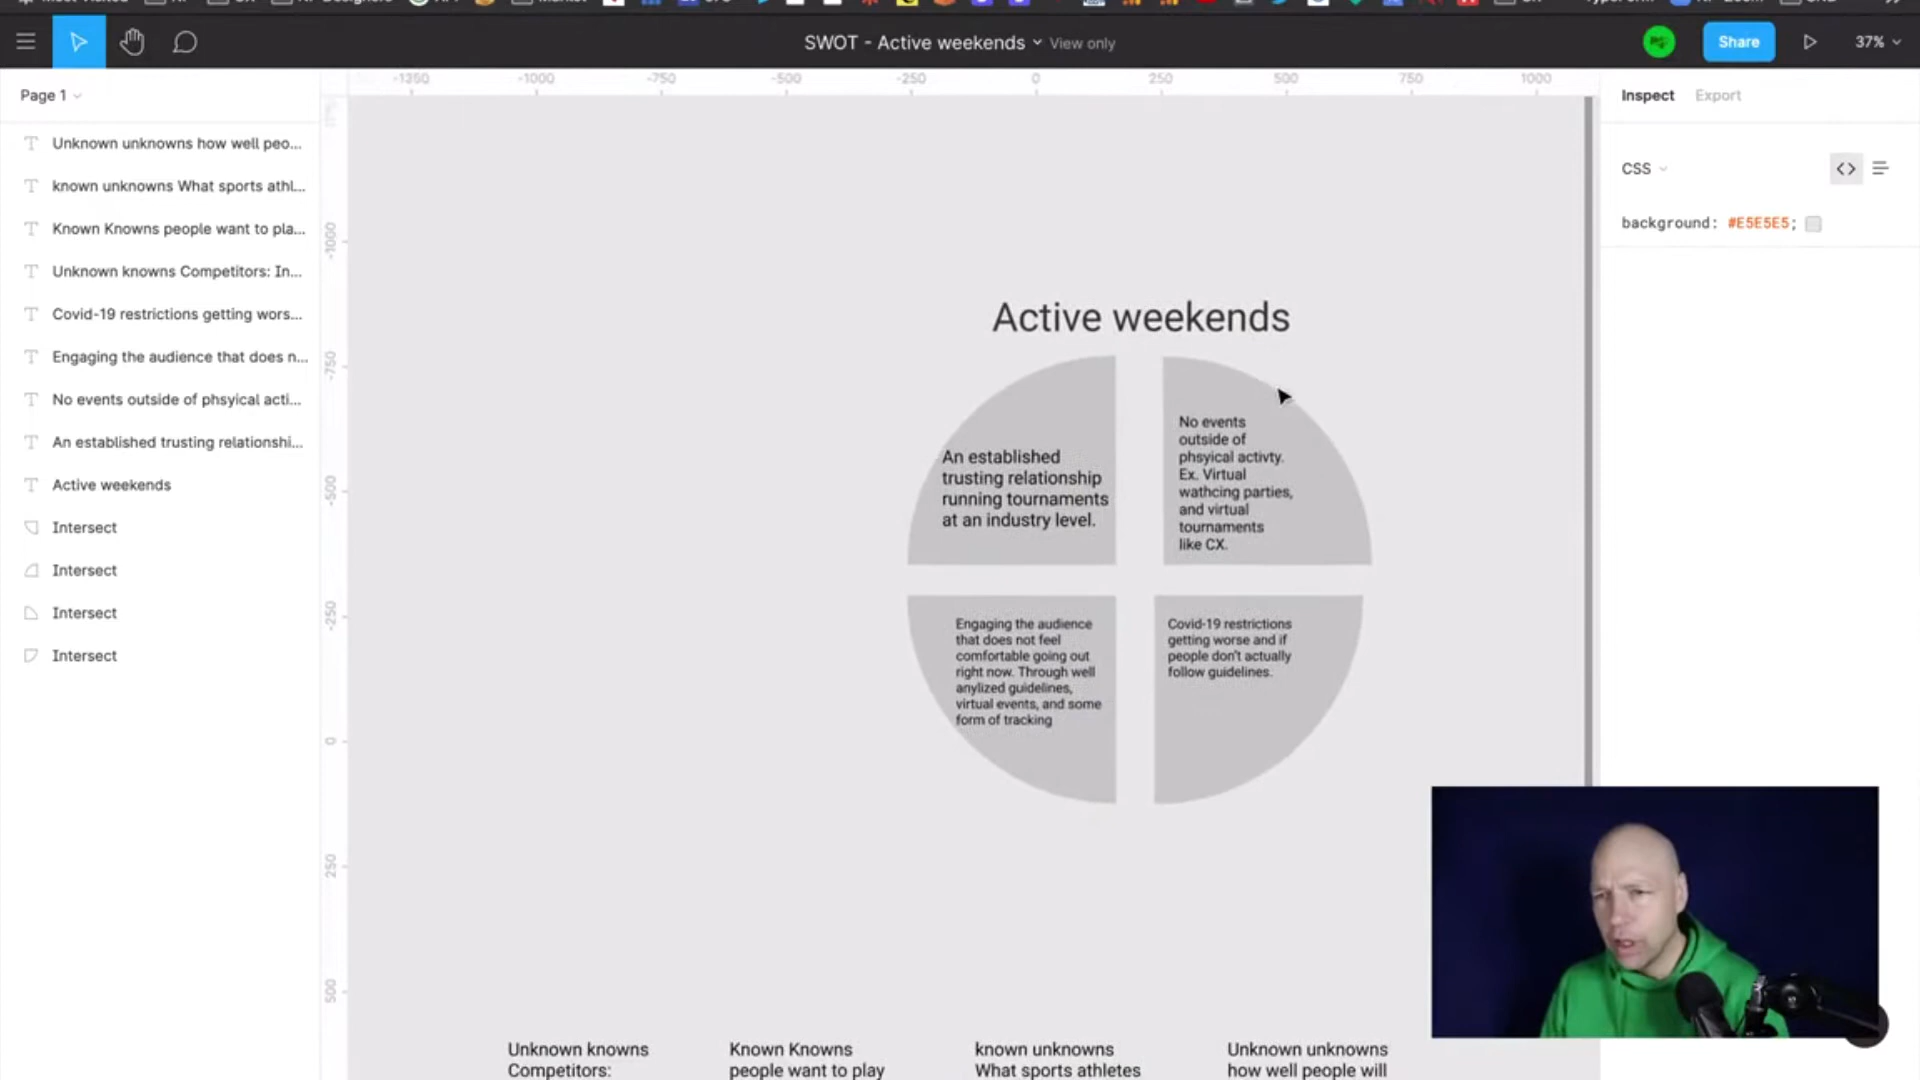 SWOT - Active weekends View only
Share
37%
Page 1
Unknown unknowns how well peo...
known unknowns What sports athl...
Known Knowns people want to pla...
Unknown knowns Competitors: In...
Covid-19 restrictions getting wors...
Engaging the audience that does n...
No events outside of phsyical acti...
An established trusting relationshi...
Active weekends
Intersect
Intersect
Intersect
Intersect
-1000
-750
-500
-250
0
250
500
750
1000
-1000
-750
-500
-250
0
250
500
Active weekends
An established
trusting relationship
running tournaments
at an industry level.
No events
outside of
phsyical activty.
Ex. Virtual
wathcing parties,
and virtual
tournaments
like CX.
Engaging the audience
that does not feel
comfortable going out
right now. Through well
anylized guidelines,
virtual events, and some
form of tracking
Covid-19 restrictions
getting worse and if
people don't actually
follow guidelines.
Unknown knowns
Competitors:
Known Knowns
people want to play
known unknowns
What sports athletes
Unknown unknowns
how well people will
Inspect Export
CSS
background: #E5E5E5;